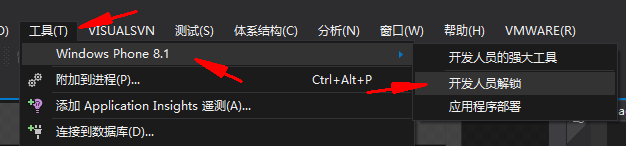 ) 工具(T) VISUALSVN 测试(S) 体系结构(C) 分析(N) 窗口(W) 帮助(H) VMWARE(R)
Windows Phone 8.1
开发人员的强大工具
附加到进程(P)... Ctrl+Alt+P
开发人员解锁
添加 Application Insights 遥测(A)...
应用程序部署
连接到数据库(D)...